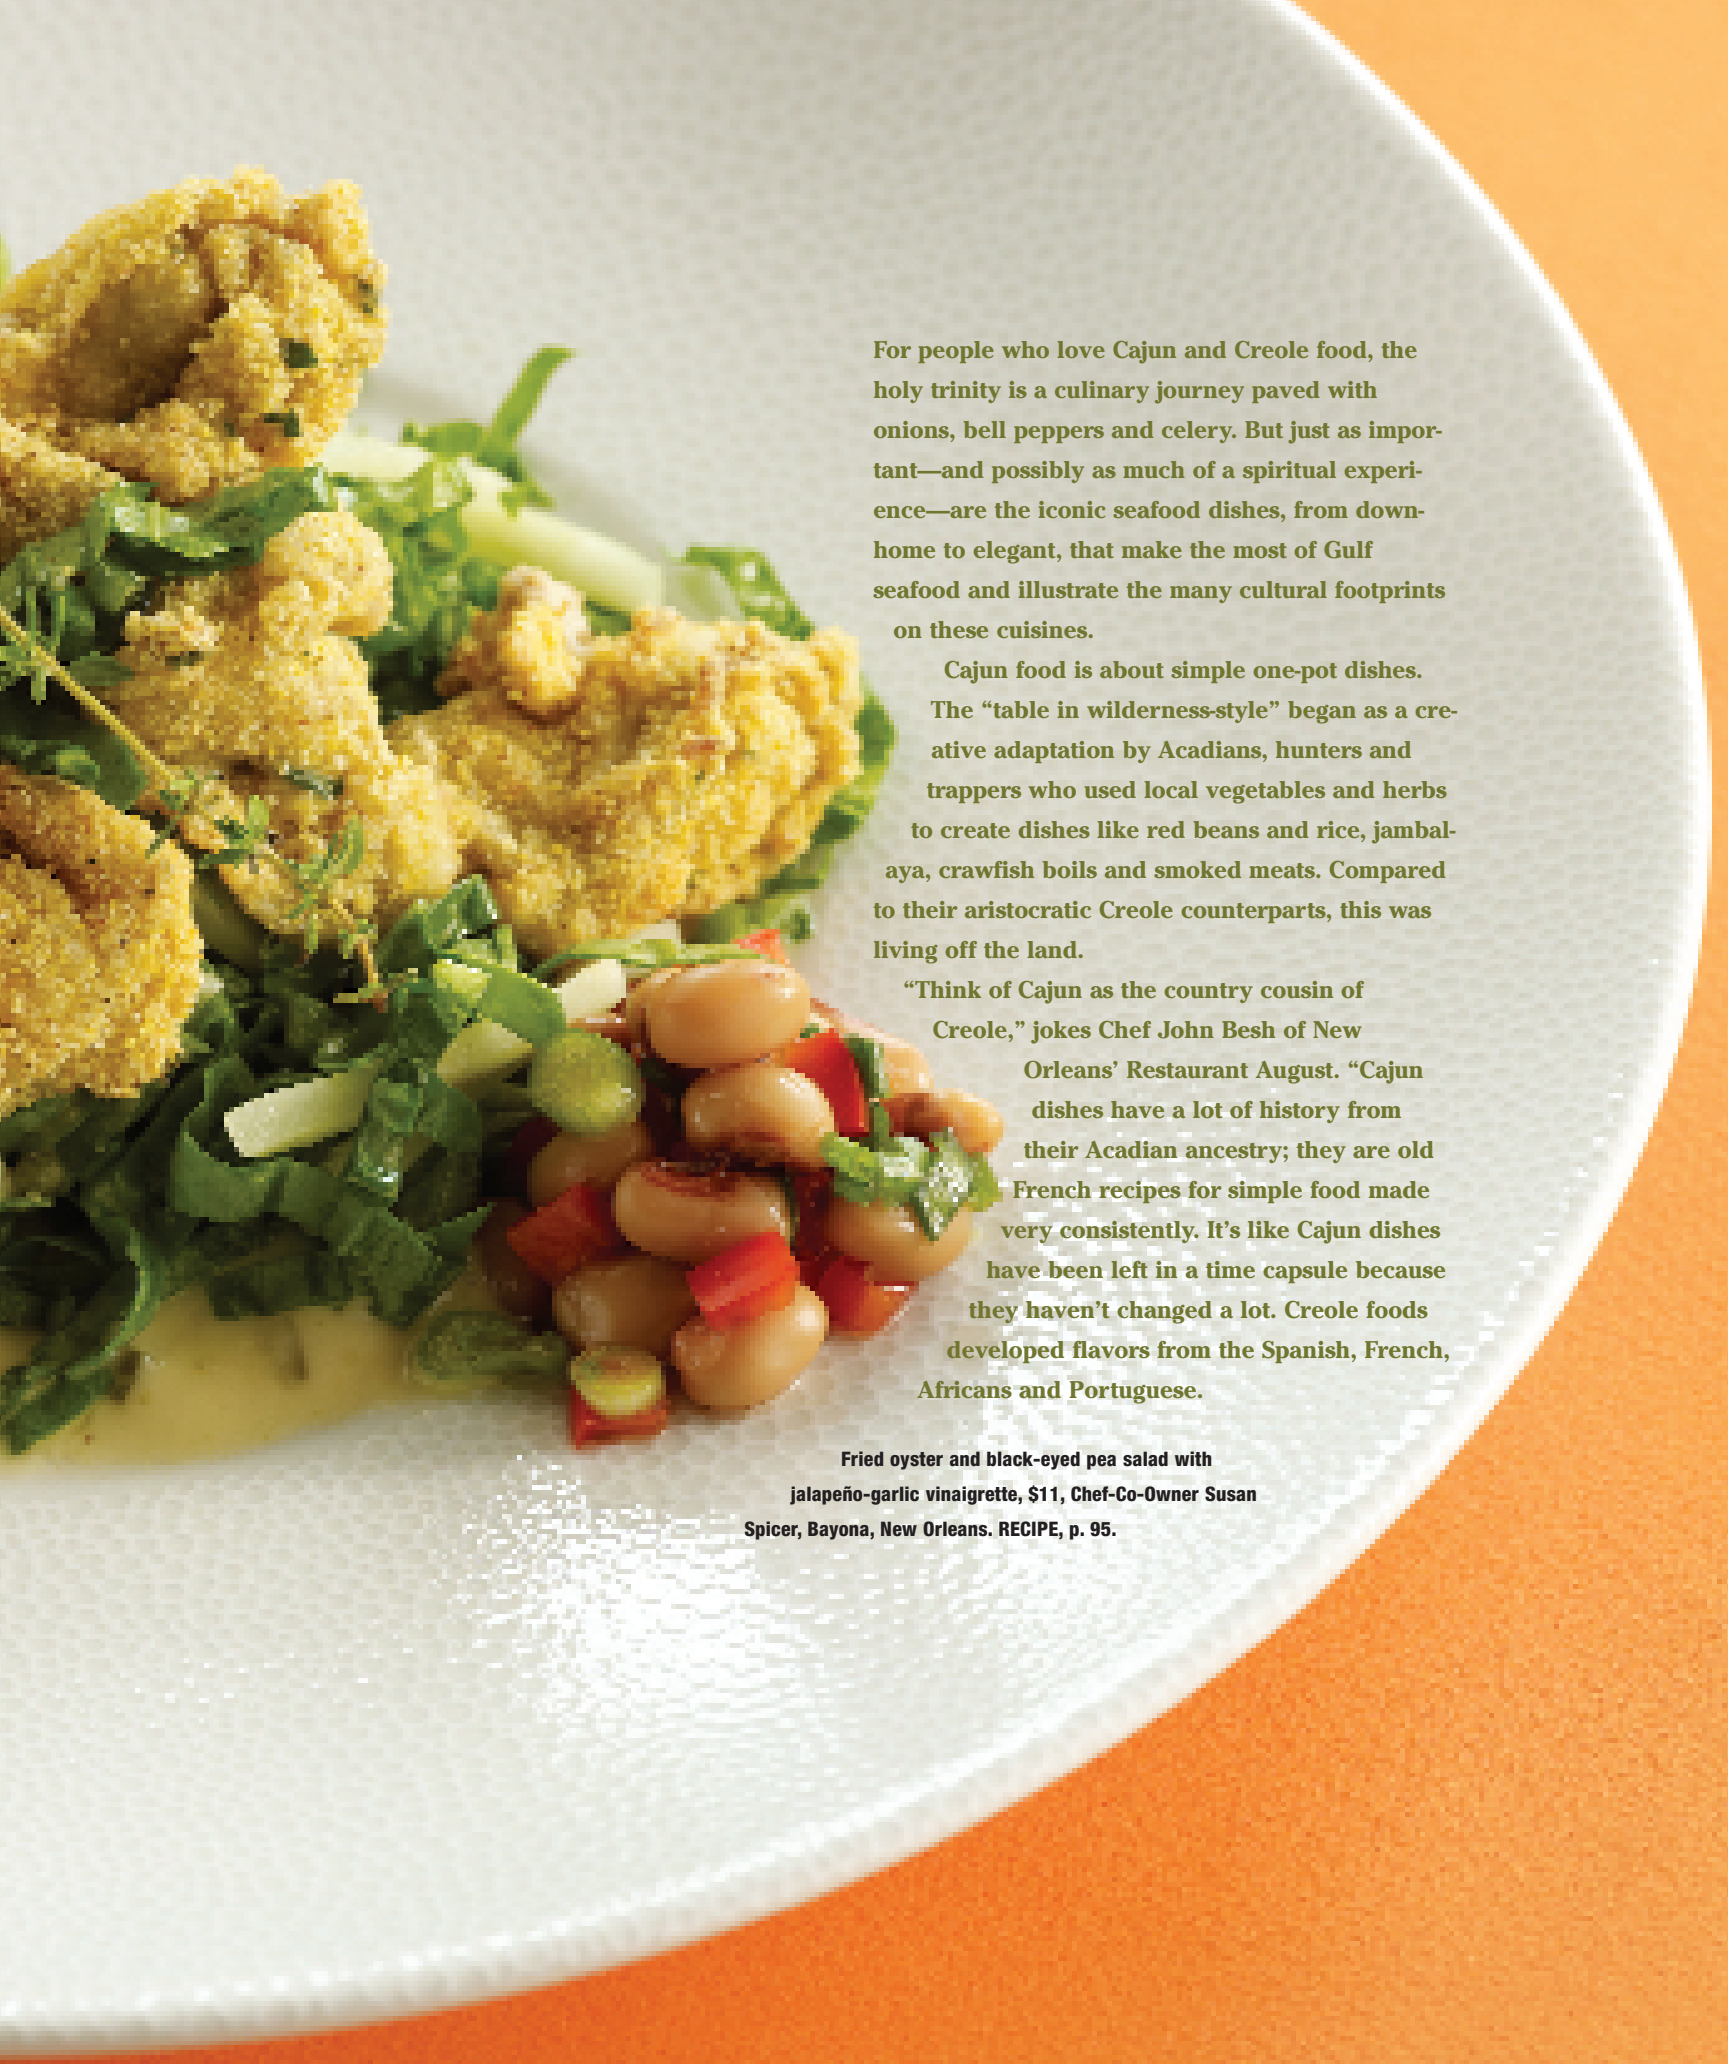 For people who love Cajun and Creole food, the
holy trinity is a culinary journey paved with
onions, bell peppers and celery. But just as impor-
tant—and possibly as much of a spiritual experi-
ence—are the iconic seafood dishes, from down-
home to elegant, that make the most of Gulf
seafood and illustrate the many cultural footprints
on these cuisines.
Cajun food is about simple one-pot dishes.
The “table in wilderness-style” began as a cre-
ative adaptation by Acadians, hunters and
trappers who used local vegetables and herbs
to create dishes like red beans and rice, jambal-
aya, crawfish boils and smoked meats. Compared
to their aristocratic Creole counterparts, this was
living off the land.
“Think of Cajun as the country cousin of
Creole,” jokes Chef John Besh of New
Orleans’ Restaurant August. “Cajun
dishes have a lot of history from
their Acadian ancestry; they are old
French recipes for simple food made
very consistently. It’s like Cajun dishes
have been left in a time capsule because
they haven’t changed a lot. Creole foods
developed flavors from the Spanish, French,
Africans and Portuguese.
Fried oyster and black-eyed pea salad with
jalapeño-garlic vinaigrette, $11, Chef-Co-Owner Susan
Spicer, Bayona, New Orleans. RECIPE, p. 95.